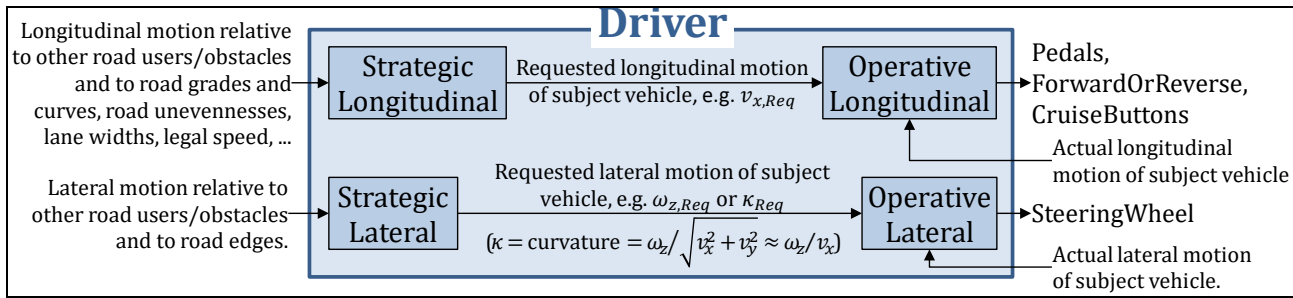 Driver
Longitudinal motion relative
to other road users/obstacles
and to road grades and
curves, road unevennesses,
lane widths, legal speed, ...
Strategic
Longitudinal
Requested longitudinal motion
of subject vehicle, e.g. v_{x,Req}
Operative
Longitudinal
Pedals,
ForwardOrReverse,
CruiseButtons
Actual longitudinal
motion of subject vehicle
Lateral motion relative to
other road users/obstacles
and to road edges.
Strategic
Lateral
Requested lateral motion of subject
vehicle, e.g. ω_{z,Req} or κ_{Req}
(κ = curvature = ω_z/√(v_x^2 + v_y^2) ≈ ω_z/v_x)
Operative
Lateral
SteeringWheel
Actual lateral motion
of subject vehicle.